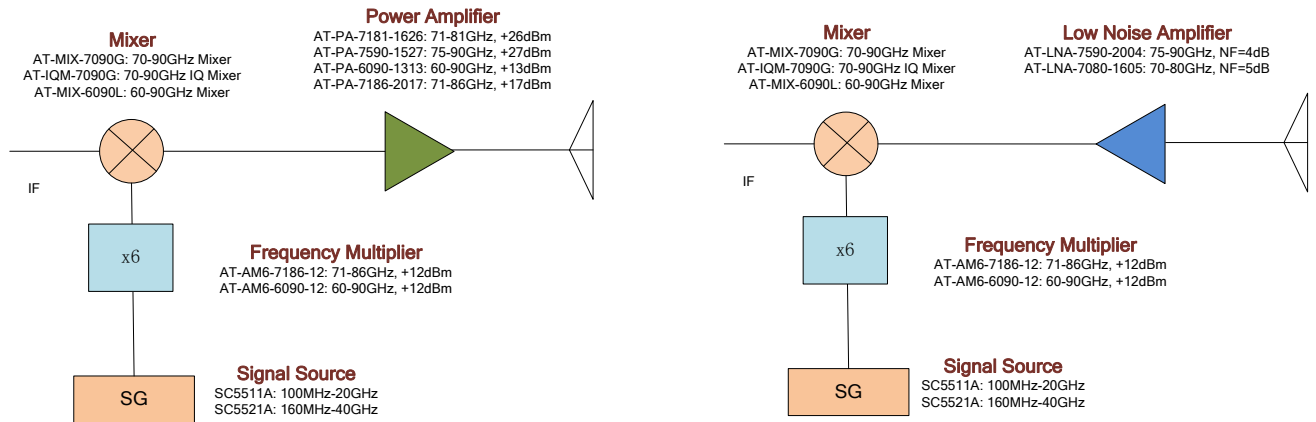 Power Amplifier
AT-PA-7181-1626: 71-81GHz, +26dBm
AT-PA-7590-1527: 75-90GHz, +27dBm
AT-PA-6090-1313: 60-90GHz, +13dBm
AT-PA-7186-2017: 71-86GHz, +17dBm
Mixer
AT-MIX-7090G: 70-90GHz Mixer
AT-IQM-7090G: 70-90GHz IQ Mixer
AT-MIX-6090L: 60-90GHz Mixer
IF
x6
Frequency Multiplier
AT-AM6-7186-12: 71-86GHz, +12dBm
AT-AM6-6090-12: 60-90GHz, +12dBm
SG
Signal Source
SC5511A: 100MHz-20GHz
SC5521A: 160MHz-40GHz
Mixer
AT-MIX-7090G: 70-90GHz Mixer
AT-IQM-7090G: 70-90GHz IQ Mixer
AT-MIX-6090L: 60-90GHz Mixer
Low Noise Amplifier
AT-LNA-7590-2004: 75-90GHz, NF=4dB
AT-LNA-7080-1605: 70-80GHz, NF=5dB
IF
x6
Frequency Multiplier
AT-AM6-7186-12: 71-86GHz, +12dBm
AT-AM6-6090-12: 60-90GHz, +12dBm
SG
Signal Source
SC5511A: 100MHz-20GHz
SC5521A: 160MHz-40GHz